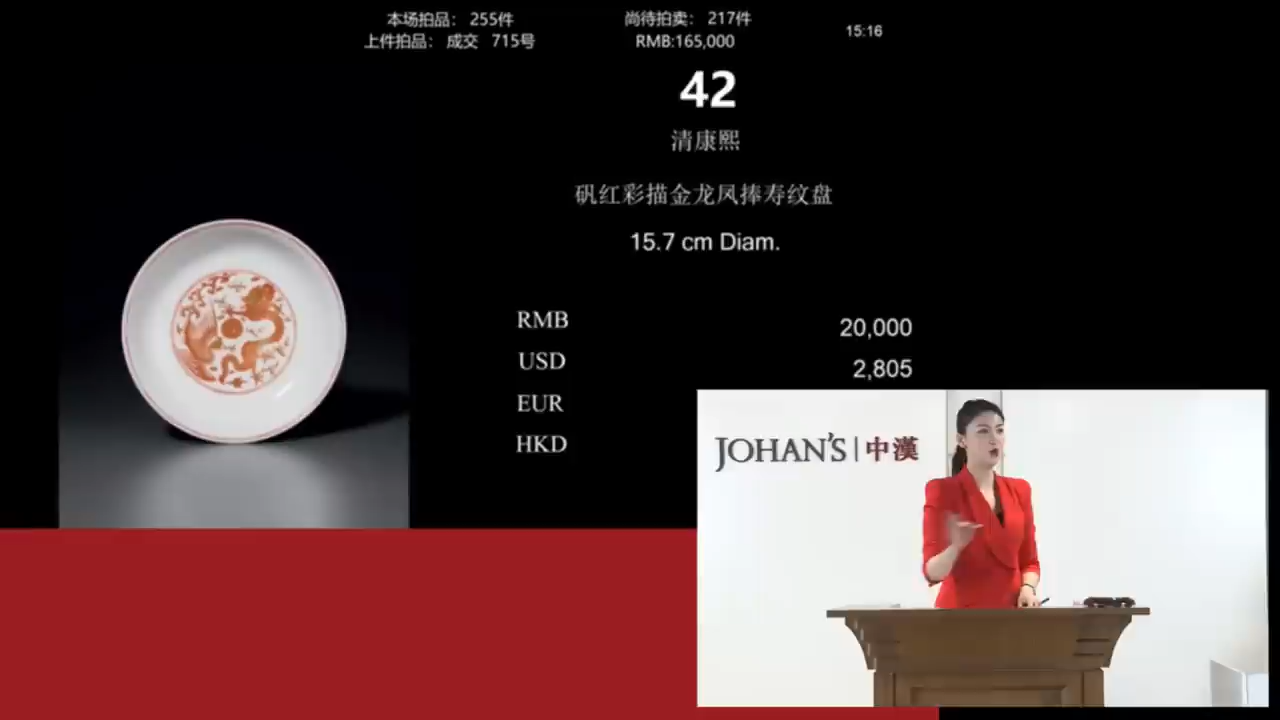 本场拍品： 255件
尚待拍卖： 217件
上件拍品： 成交 715号
RMB:165,000
15:16
42
清康熙
矾红彩描金龙凤捧寿纹盘
15.7 cm Diam.
RMB 20,000
USD 2,805
EUR
HKD
JOHAN'S | 中漢